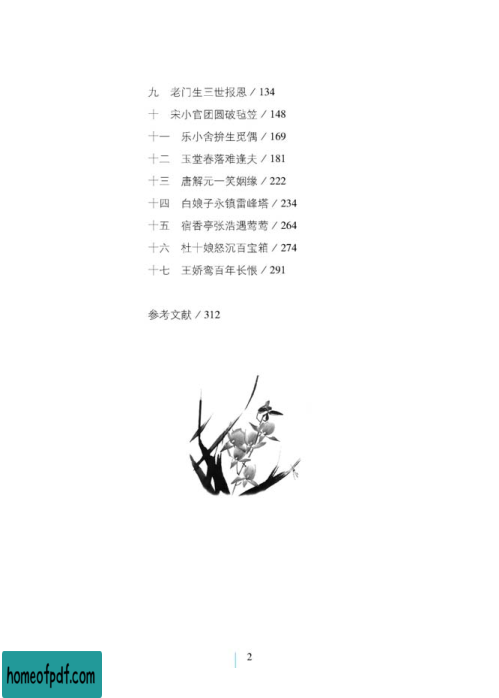 九 老门生三世报恩 / 134
十 宋小官团圆破毡笠 / 148
十一 乐小舍拚生觅偶 / 169
十二 玉堂春落难逢夫 / 181
十三 唐解元一笑姻缘 / 222
十四 白娘子永镇雷峰塔 / 234
十五 宿香亭张浩遇莺莺 / 264
十六 杜十娘怒沉百宝箱 / 274
十七 王娇鸾百年长恨 / 291
参考文献 / 312
2
homeofpdf.com